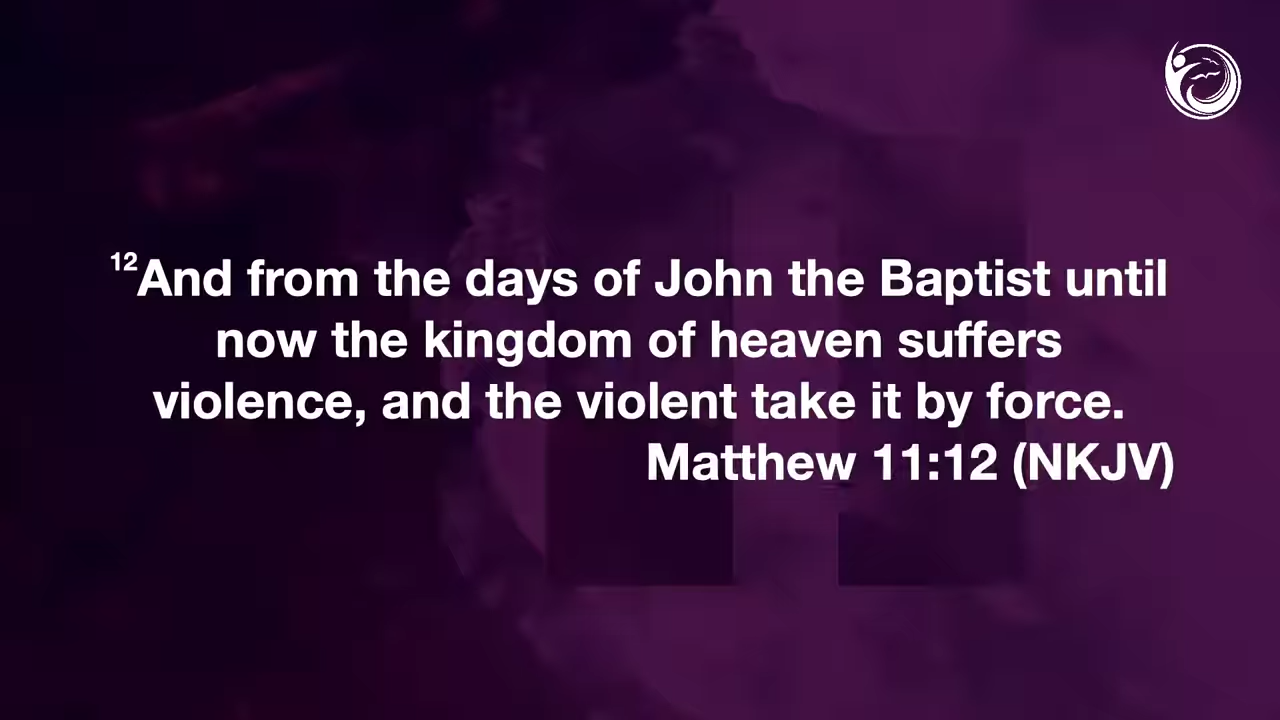 12And from the days of John the Baptist until
now the kingdom of heaven suffers
violence, and the violent take it by force.
Matthew 11:12 (NKJV)